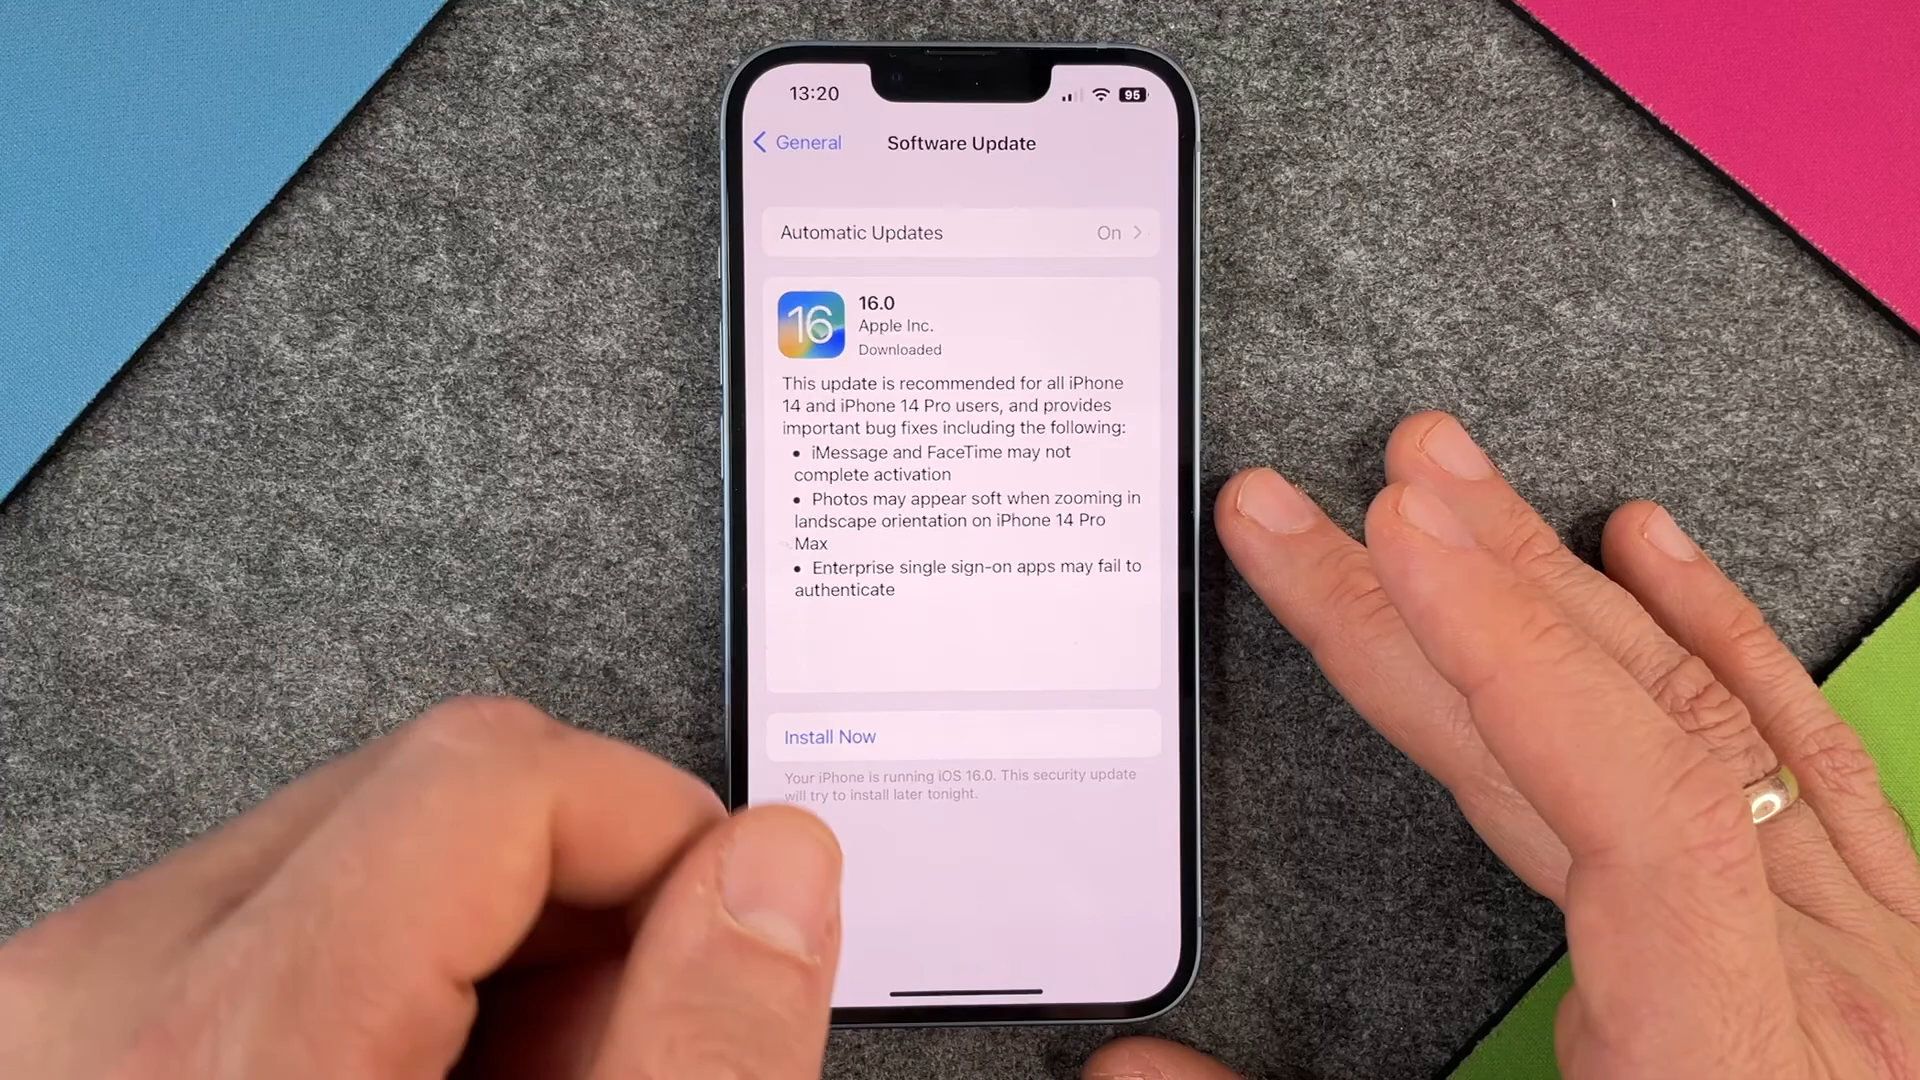 13:20
95
General
Software Update
Automatic Updates
On
16
16.0
Apple Inc.
Downloaded
This update is recommended for all iPhone
14 and iPhone 14 Pro users, and provides
important bug fixes including the following:
• iMessage and FaceTime may not
complete activation
• Photos may appear soft when zooming in
landscape orientation on iPhone 14 Pro
Max
• Enterprise single sign-on apps may fail to
authenticate
Install Now
Your iPhone is running iOS 16.0. This security update
will try to install later tonight.